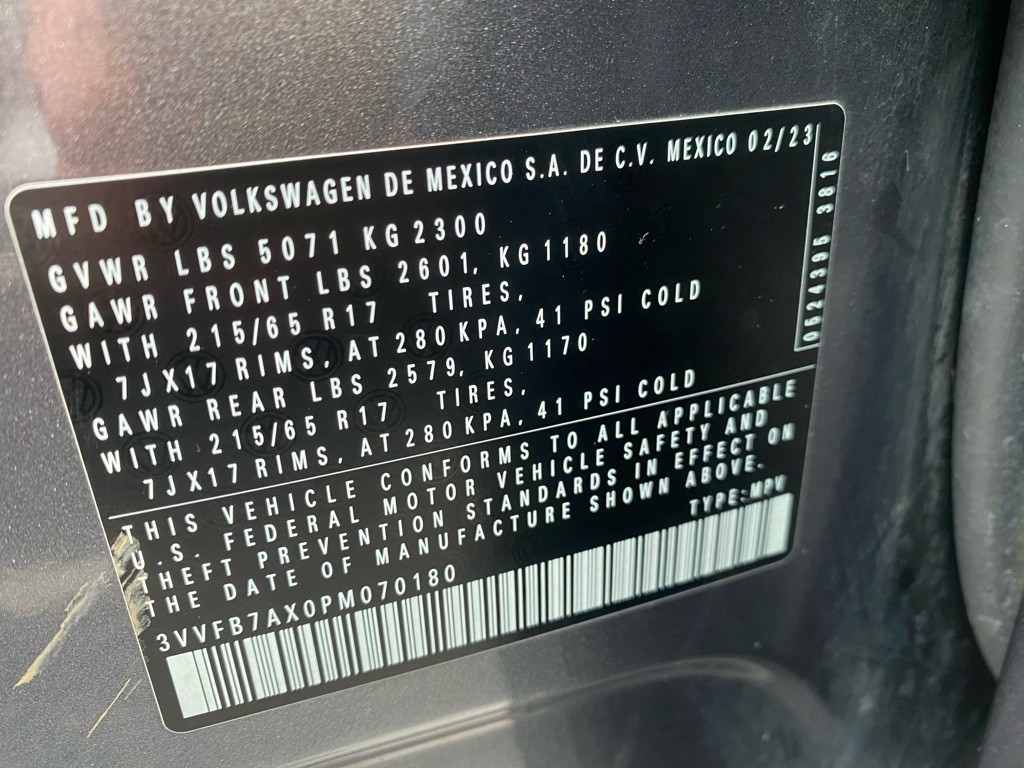 MFD BY VOLKSWAGEN DE MEXICO S.A. DE C.V. MEXICO 02/23
GVWR LBS 5071 KG 2300
GAWR FRONT LBS 2601, KG 1180
WITH 215/65 R17 TIRES,
7JX17 RIMS, AT 280 KPA, 41 PSI COLD
GAWR REAR LBS 2579, KG 1170
WITH 215/65 R17 TIRES,
7JX17 RIMS, AT 280 KPA, 41 PSI COLD
THIS VEHICLE CONFORMS TO ALL APPLICABLE
U.S. FEDERAL MOTOR VEHICLE SAFETY AND
THEFT PREVENTION STANDARDS IN EFFECT ON
THE DATE OF MANUFACTURE SHOWN ABOVE.
3VVFB7AX0PM070180 TYPE: MPV
0524395 3816